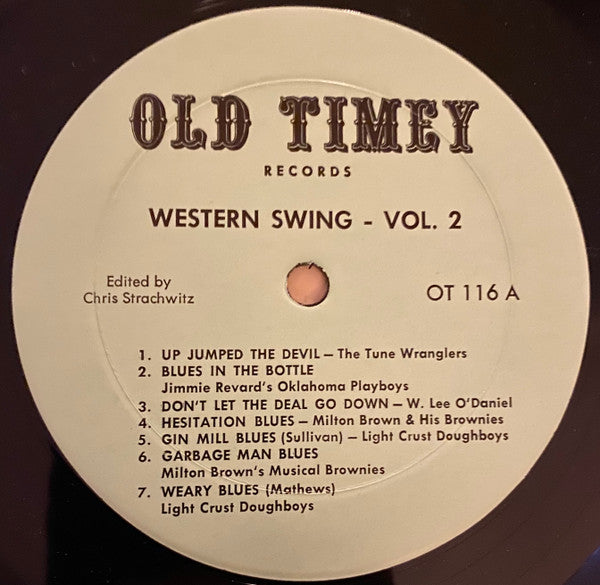 OLD TIMEY
RECORDS
WESTERN SWING - VOL. 2
Edited by
Chris Strachwitz
OT 116 A
1. UP JUMPED THE DEVIL – The Tune Wranglers
2. BLUES IN THE BOTTLE
Jimmie Revard's Oklahoma Playboys
3. DON'T LET THE DEAL GO DOWN – W. Lee O'Daniel
4. HESITATION BLUES – Milton Brown & His Brownies
5. GIN MILL BLUES (Sullivan) – Light Crust Doughboys
6. GARBAGE MAN BLUES
Milton Brown's Musical Brownies
7. WEARY BLUES (Mathews)
Light Crust Doughboys